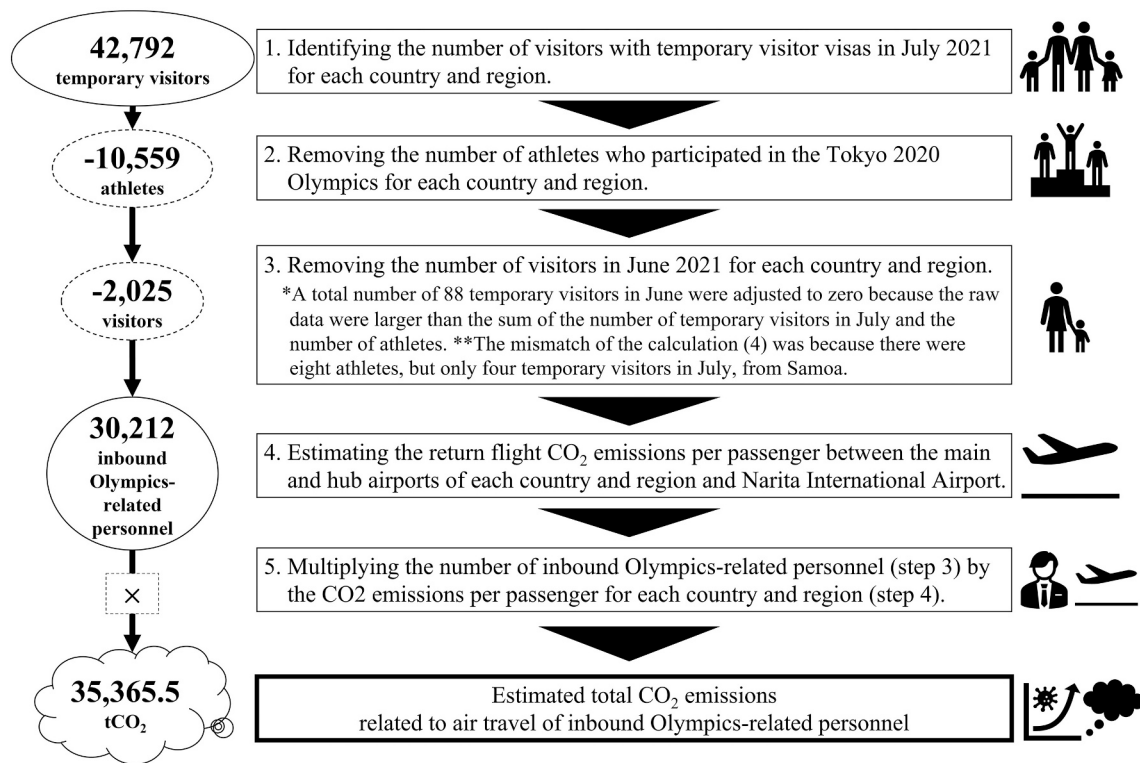 42,792
temporary visitors
1. Identifying the number of visitors with temporary visitor visas in July 2021
for each country and region.
-10,559
athletes
2. Removing the number of athletes who participated in the Tokyo 2020
Olympics for each country and region.
-2,025
visitors
3. Removing the number of visitors in June 2021 for each country and region.
*A total number of 88 temporary visitors in June were adjusted to zero because the raw
data were larger than the sum of the number of temporary visitors in July and the
number of athletes. **The mismatch of the calculation (4) was because there were
eight athletes, but only four temporary visitors in July, from Samoa.
30,212
inbound
Olympics-
related
personnel
4. Estimating the return flight CO₂ emissions per passenger between the main
and hub airports of each country and region and Narita International Airport.
×
5. Multiplying the number of inbound Olympics-related personnel (step 3) by
the CO2 emissions per passenger for each country and region (step 4).
35,365.5
tCO₂
Estimated total CO₂ emissions
related to air travel of inbound Olympics-related personnel